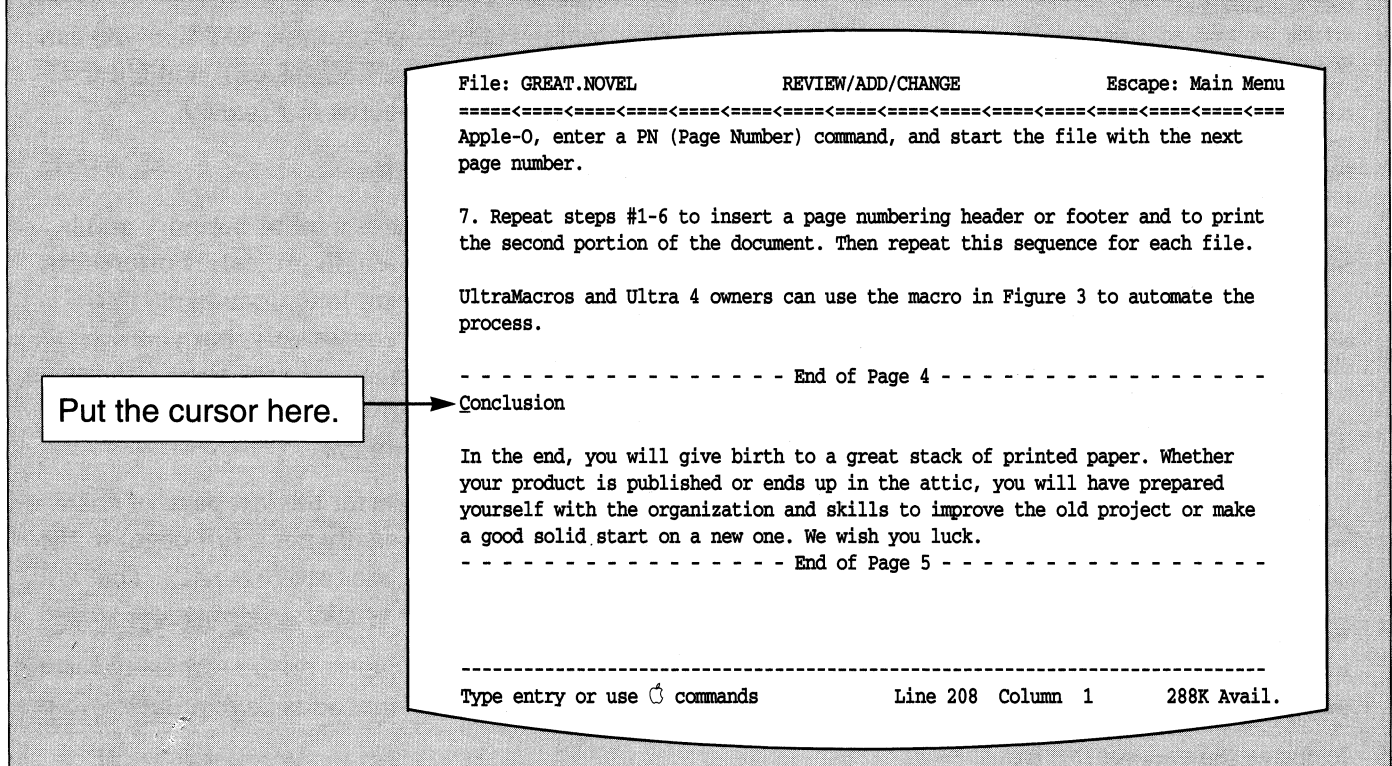 File: GREAT.NOVEL REVIEW/ADD/CHANGE Escape: Main Menu
=====<====<====<====<====<====<====<====<====<====<====<====<====<====<====<===
Apple-O, enter a PN (Page Number) command, and start the file with the next
page number.
7. Repeat steps #1-6 to insert a page numbering header or footer and to print
the second portion of the document. Then repeat this sequence for each file.
UltraMacros and Ultra 4 owners can use the macro in Figure 3 to automate the
process.
- - - - - - - - - - - - - - - - End of Page 4 - - - - - - - - - - - - - - - -
Put the cursor here.
Conclusion
In the end, you will give birth to a great stack of printed paper. Whether
your product is published or ends up in the attic, you will have prepared
yourself with the organization and skills to improve the old project or make
a good solid start on a new one. We wish you luck.
- - - - - - - - - - - - - - - - End of Page 5 - - - - - - - - - - - - - - - -
-----------------------------------------------------------------------------
Type entry or use commands Line 208 Column 1 288K Avail.